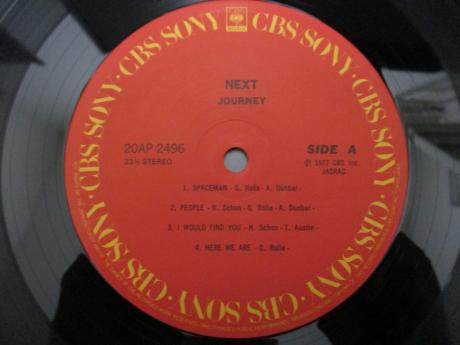 CBS SONY · CBS SONY · CBS SONY · CBS SONY · CBS SONY · CBS SONY · CBS SONY ·
NEXT
JOURNEY
20AP 2496
33⅓ STEREO
SIDE A
Ⓟ 1977 CBS Inc.
JASRAC
1. SPACEMAN - G. Rolie - A. Dunbar -
2. PEOPLE - N. Schon - G. Rolie - A. Dunbar -
3. I WOULD FIND YOU - N. Schon - T. Austin -
4. HERE WE ARE - G. Rolie -